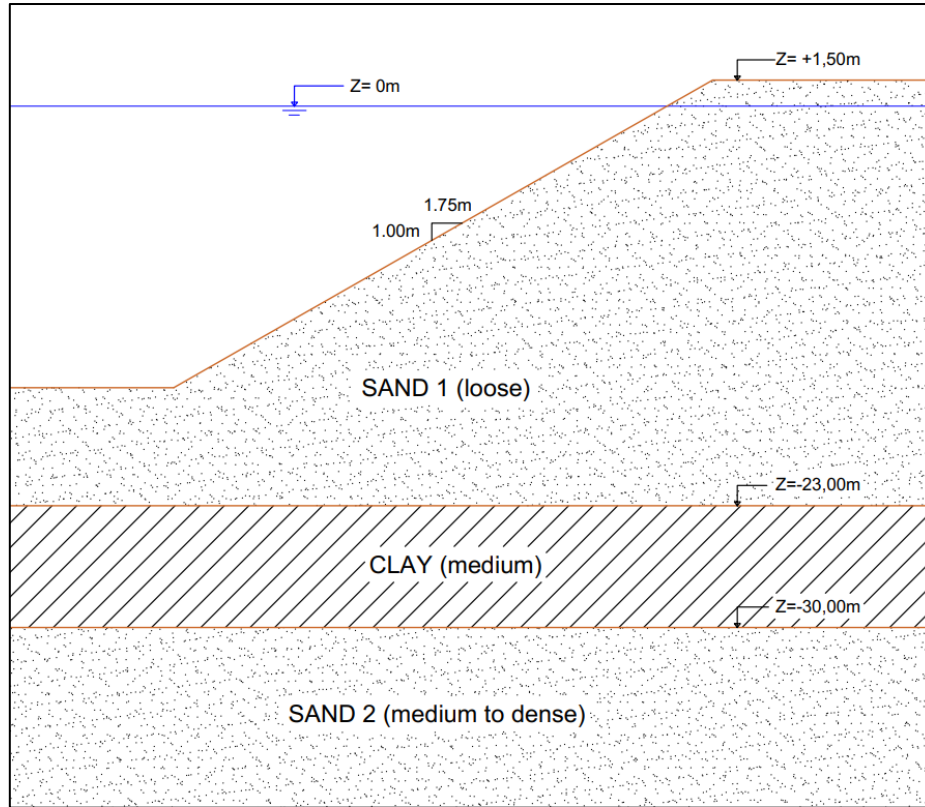 Z= +1,50m
Z= 0m
1.75m
1.00m
SAND 1 (loose)
Z=-23,00m
CLAY (medium)
Z=-30,00m
SAND 2 (medium to dense)